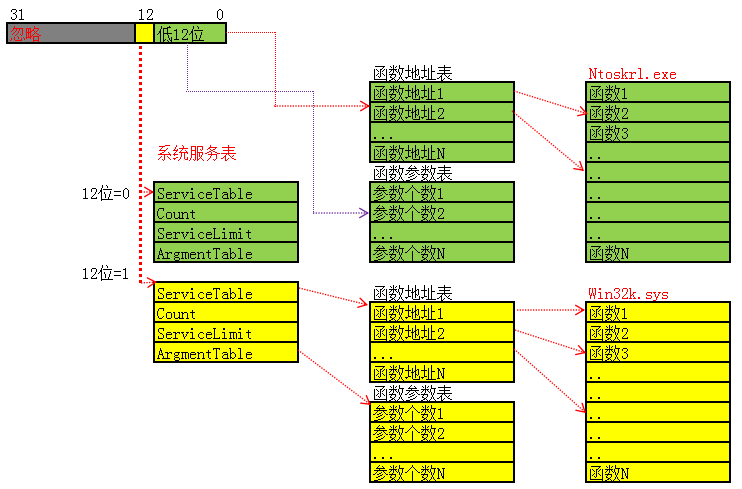 31 12 0
忽略 低12位
函数地址表
函数地址1
函数地址2
...
函数地址N
函数参数表
参数个数1
参数个数2
...
参数个数N
Ntoskrl.exe
函数1
函数2
函数3
..
..
..
..
..
函数N
系统服务表
12位=0
ServiceTable
Count
ServiceLimit
ArgmentTable
12位=1
ServiceTable
Count
ServiceLimit
ArgmentTable
函数地址表
函数地址1
函数地址2
...
函数地址N
函数参数表
参数个数1
参数个数2
...
参数个数N
Win32k.sys
函数1
函数2
函数3
..
..
..
..
..
函数N